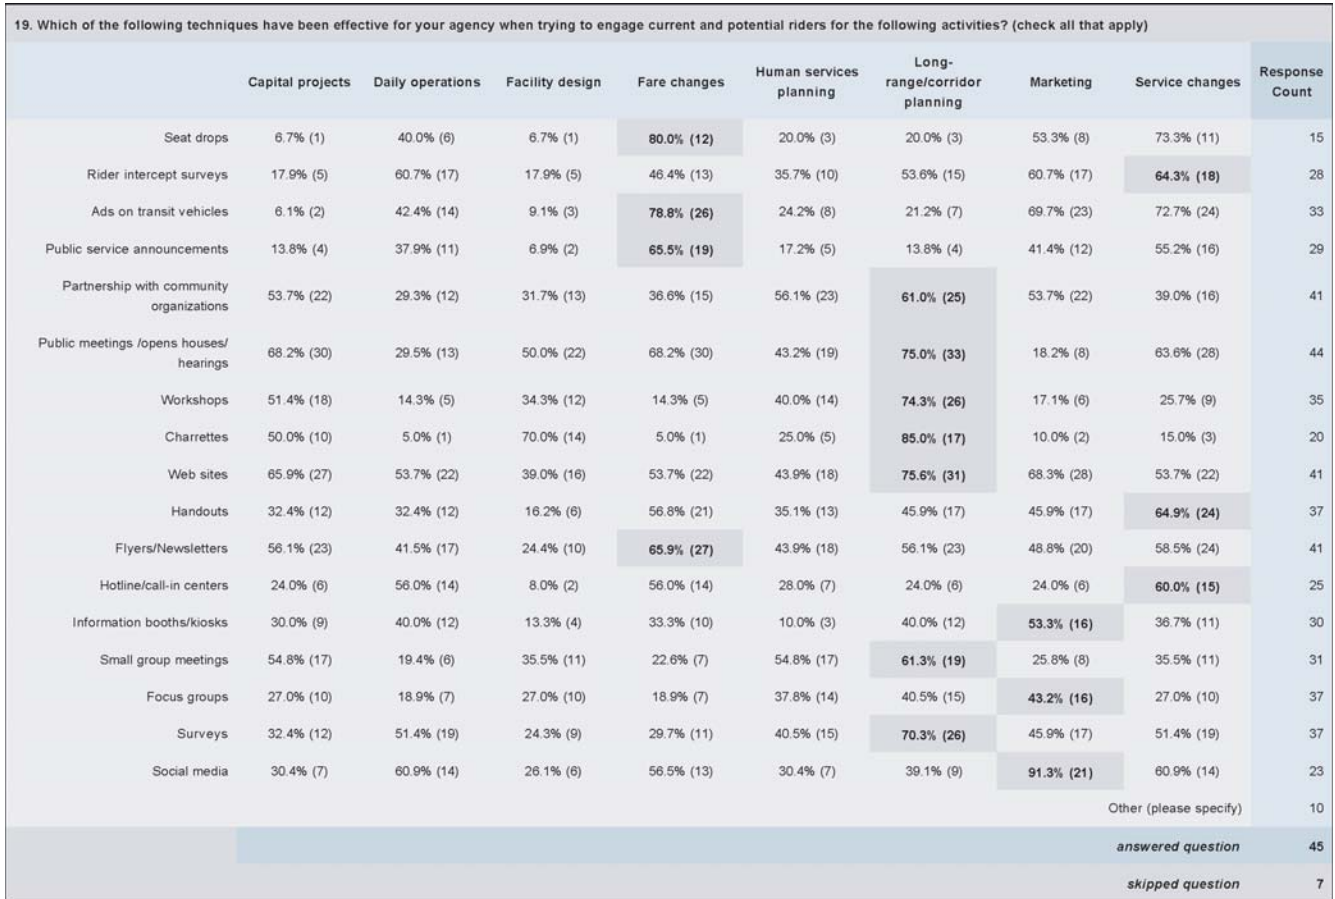 19. Which of the following techniques have been effective for your agency when trying to engage current and potential riders for the following activities? (check all that apply)
Capital projects Daily operations Facility design Fare changes Human services planning Long-range/corridor planning Marketing Service changes Response Count
Seat drops 6.7% (1) 40.0% (6) 6.7% (1) 80.0% (12) 20.0% (3) 20.0% (3) 53.3% (8) 73.3% (11) 15
Rider intercept surveys 17.9% (5) 60.7% (17) 17.9% (5) 46.4% (13) 35.7% (10) 53.6% (15) 60.7% (17) 64.3% (18) 28
Ads on transit vehicles 6.1% (2) 42.4% (14) 9.1% (3) 78.8% (26) 24.2% (8) 21.2% (7) 69.7% (23) 72.7% (24) 33
Public service announcements 13.8% (4) 37.9% (11) 6.9% (2) 65.5% (19) 17.2% (5) 13.8% (4) 41.4% (12) 55.2% (16) 29
Partnership with community organizations 53.7% (22) 29.3% (12) 31.7% (13) 36.6% (15) 56.1% (23) 61.0% (25) 53.7% (22) 39.0% (16) 41
Public meetings /opens houses/ hearings 68.2% (30) 29.5% (13) 50.0% (22) 68.2% (30) 43.2% (19) 75.0% (33) 18.2% (8) 63.6% (28) 44
Workshops 51.4% (18) 14.3% (5) 34.3% (12) 14.3% (5) 40.0% (14) 74.3% (26) 17.1% (6) 25.7% (9) 35
Charrettes 50.0% (10) 5.0% (1) 70.0% (14) 5.0% (1) 25.0% (5) 85.0% (17) 10.0% (2) 15.0% (3) 20
Web sites 65.9% (27) 53.7% (22) 39.0% (16) 53.7% (22) 43.9% (18) 75.6% (31) 68.3% (28) 53.7% (22) 41
Handouts 32.4% (12) 32.4% (12) 16.2% (6) 56.8% (21) 35.1% (13) 45.9% (17) 45.9% (17) 64.9% (24) 37
Flyers/Newsletters 56.1% (23) 41.5% (17) 24.4% (10) 65.9% (27) 43.9% (18) 56.1% (23) 48.8% (20) 58.5% (24) 41
Hotline/call-in centers 24.0% (6) 56.0% (14) 8.0% (2) 56.0% (14) 28.0% (7) 24.0% (6) 24.0% (6) 60.0% (15) 25
Information booths/kiosks 30.0% (9) 40.0% (12) 13.3% (4) 33.3% (10) 10.0% (3) 40.0% (12) 53.3% (16) 36.7% (11) 30
Small group meetings 54.8% (17) 19.4% (6) 35.5% (11) 22.6% (7) 54.8% (17) 61.3% (19) 25.8% (8) 35.5% (11) 31
Focus groups 27.0% (10) 18.9% (7) 27.0% (10) 18.9% (7) 37.8% (14) 40.5% (15) 43.2% (16) 27.0% (10) 37
Surveys 32.4% (12) 51.4% (19) 24.3% (9) 29.7% (11) 40.5% (15) 70.3% (26) 45.9% (17) 51.4% (19) 37
Social media 30.4% (7) 60.9% (14) 26.1% (6) 56.5% (13) 30.4% (7) 39.1% (9) 91.3% (21) 60.9% (14) 23
Other (please specify) 10
answered question 45
skipped question 7